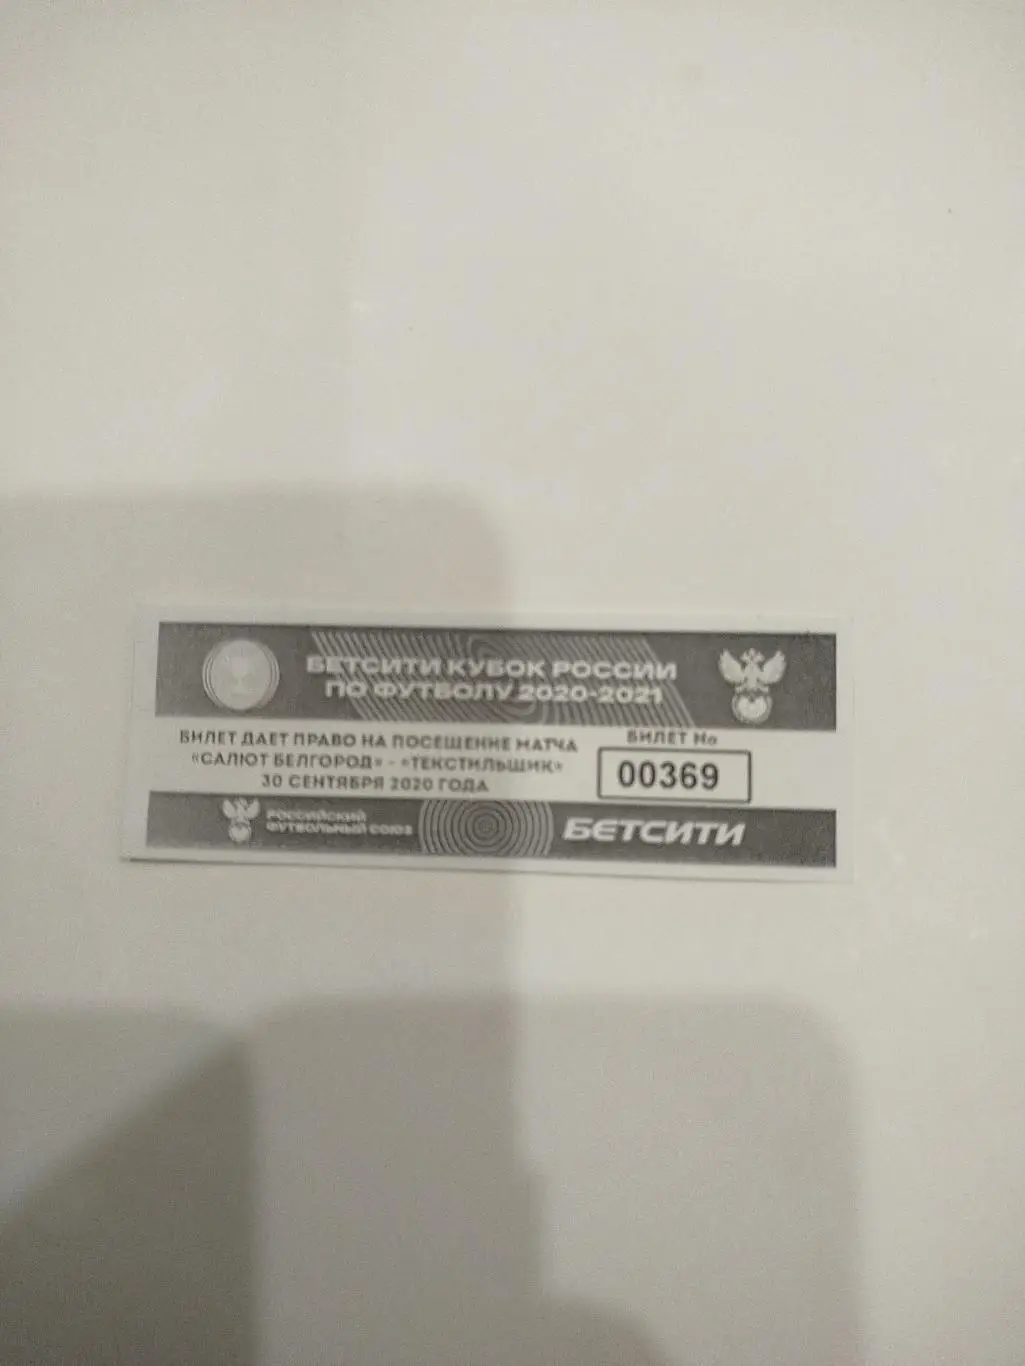 БЕТСИТИ КУБОК РОССИИ
ПО ФУТБОЛУ 2020-2021
БИЛЕТ ДАЕТ ПРАВО НА ПОСЕЩЕНИЕ МАТЧА
«САЛЮТ БЕЛГОРОД» - «ТЕКСТИЛЬЩИК»
30 СЕНТЯБРЯ 2020 ГОДА
БИЛЕТ No
00369
РОССИЙСКИЙ
ФУТБОЛЬНЫЙ СОЮЗ
БЕТСИТИ